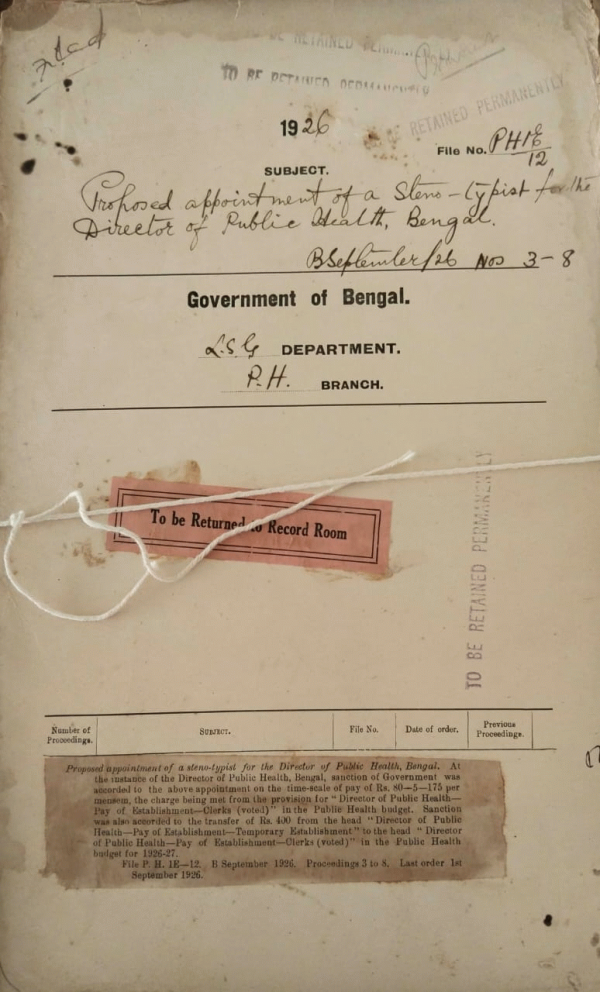 filed
BE RETAINED PERMA
TO BE RETAINED PERMANENTLY
RETAINED PERMANENTLY
1926
File No. PH1E/12
SUBJECT.
Proposed appointment of a Steno-typist for the
Director of Public Health, Bengal.
B September/26 Nos 3-8
Government of Bengal.
L.S.G DEPARTMENT.
P.H. BRANCH.
To be Returned to Record Room
TO BE RETAINED PERMANENTLY
Number of Proceedings. SUBJECT. File No. Date of order. Previous Proceedings.
Proposed appointment of a steno-typist for the Director of Public Health, Bengal. At
the instance of the Director of Public Health, Bengal, sanction of Government was
accorded to the above appointment on the time-scale of pay of Rs. 80—5—175 per
mensem, the charge being met from the provision for "Director of Public Health—
Pay of Establishment—Clerks (voted)" in the Public Health budget. Sanction
was also accorded to the transfer of Rs. 400 from the head "Director of Public
Health—Pay of Establishment—Temporary Establishment" to the head "Director
of Public Health—Pay of Establishment—Clerks (voted)" in the Public Health
budget for 1926-27.
File P. H. 1E—12. B September 1926. Proceedings 3 to 8. Last order 1st
September 1926.